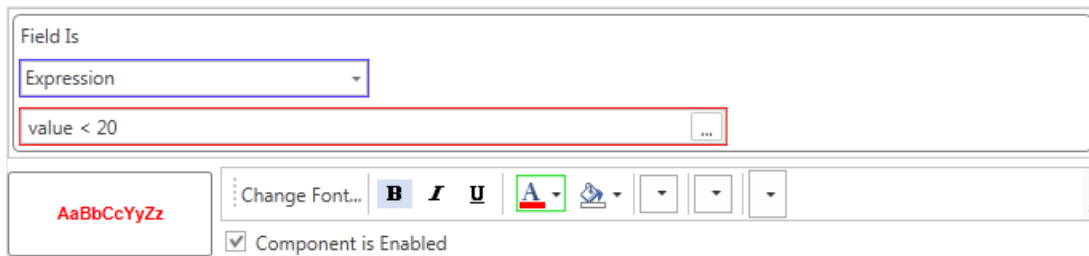 Field Is
Expression
value < 20
...
AaBbCcYyZz
Change Font... B I U A
Component is Enabled